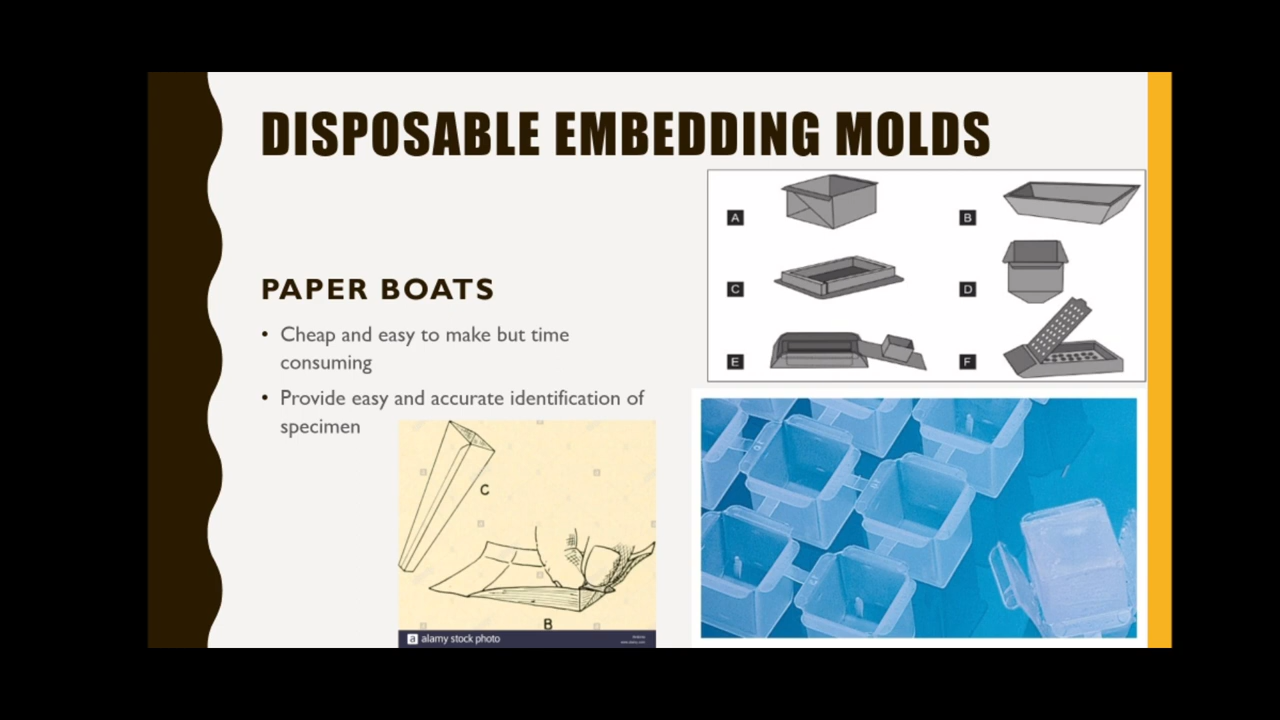 DISPOSABLE EMBEDDING MOLDS
PAPER BOATS
• Cheap and easy to make but time
consuming
• Provide easy and accurate identification of
specimen
A
B
C
D
E
F
C
B
a alamy stock photo